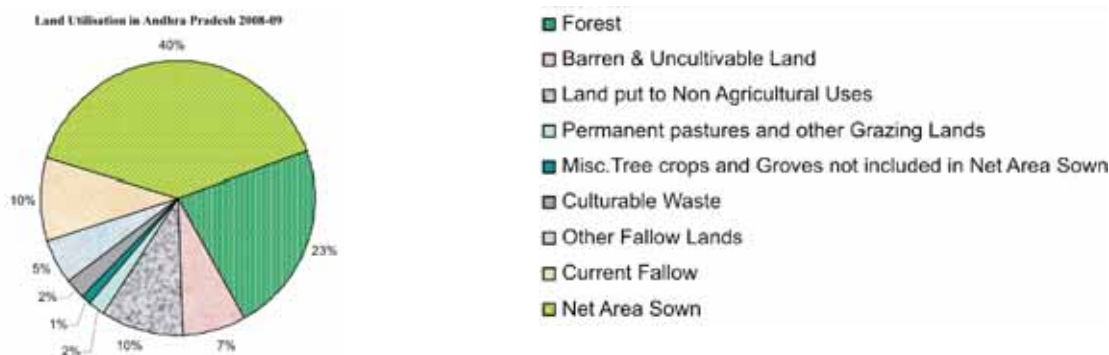 Land Utilisation in Andhra Pradesh 2008-09
40%
10%
23%
5%
2%
1%
2%
10%
7%
Forest
Barren & Uncultivable Land
Land put to Non Agricultural Uses
Permanent pastures and other Grazing Lands
Misc.Tree crops and Groves not included in Net Area Sown
Culturable Waste
Other Fallow Lands
Current Fallow
Net Area Sown